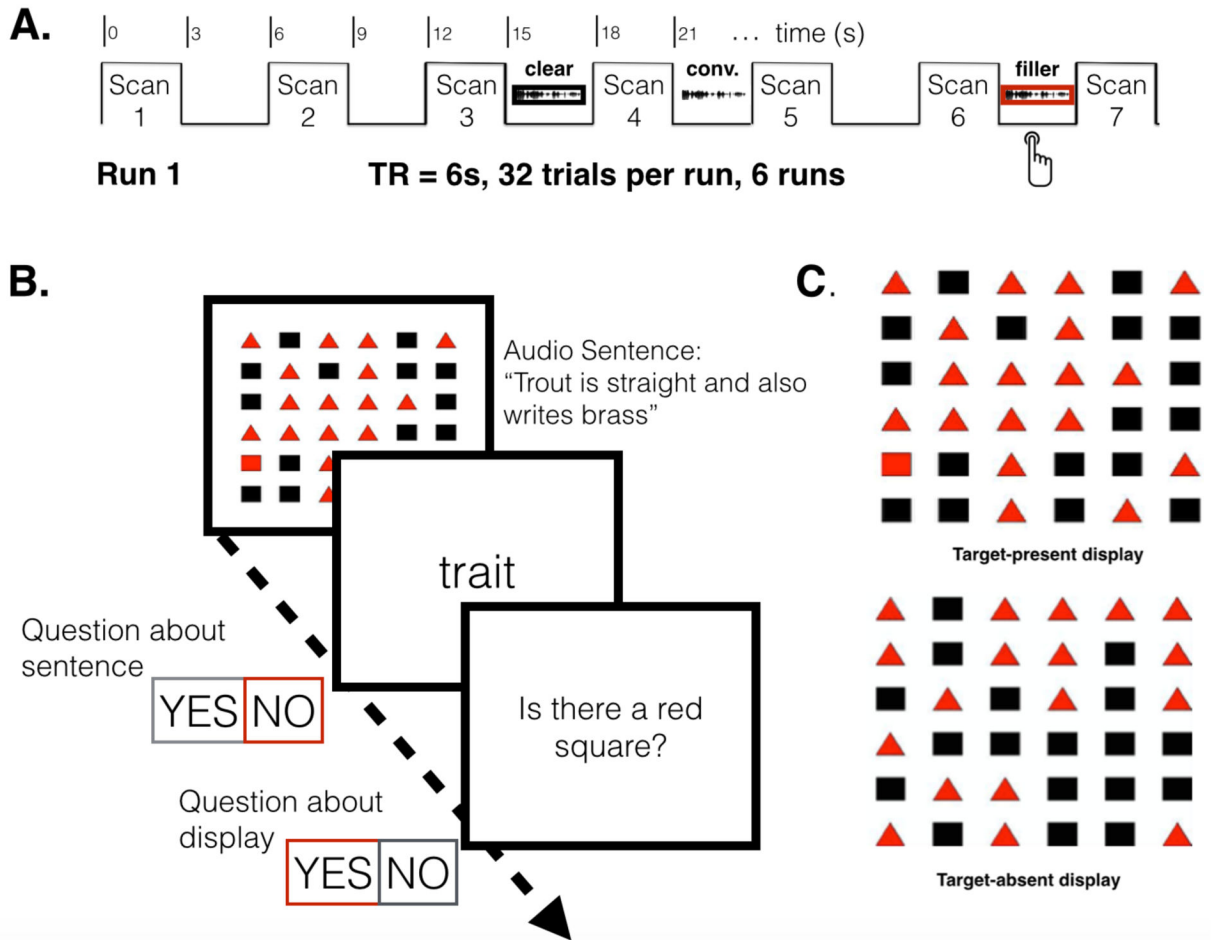 A.
0 3 6 9 12 15 18 21 ... time (s)
clear conv. filler
Scan Scan Scan Scan Scan Scan Scan
1 2 3 4 5 6 7
Run 1 TR = 6s, 32 trials per run, 6 runs
B.
Audio Sentence:
“Trout is straight and also
writes brass”
trait
Question about
sentence
YES NO
Is there a red
square?
Question about
display
YES NO
C.
Target-present display
Target-absent display